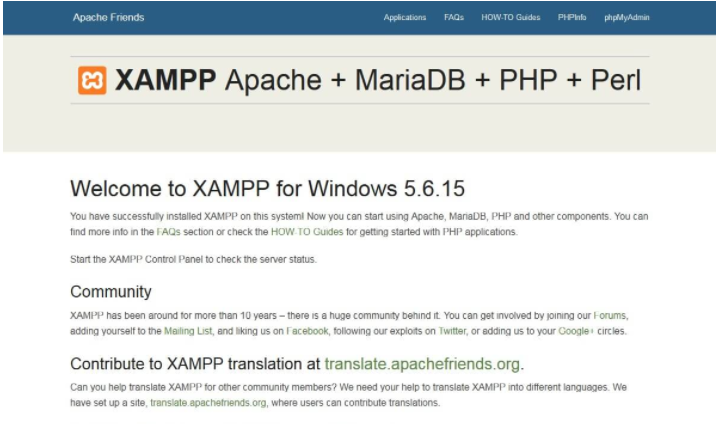 Apache Friends Applications FAQs HOW-TO Guides PHPInfo phpMyAdmin
XAMPP Apache + MariaDB + PHP + Perl
Welcome to XAMPP for Windows 5.6.15
You have successfully installed XAMPP on this system! Now you can start using Apache, MariaDB, PHP and other components. You can
find more info in the FAQs section or check the HOW-TO Guides for getting started with PHP applications.
Start the XAMPP Control Panel to check the server status.
Community
XAMPP has been around for more than 10 years – there is a huge community behind it. You can get involved by joining our Forums,
adding yourself to the Mailing List, and liking us on Facebook, following our exploits on Twitter, or adding us to your Google+ circles.
Contribute to XAMPP translation at translate.apachefriends.org.
Can you help translate XAMPP for other community members? We need your help to translate XAMPP into different languages. We
have set up a site, translate.apachefriends.org, where users can contribute translations.